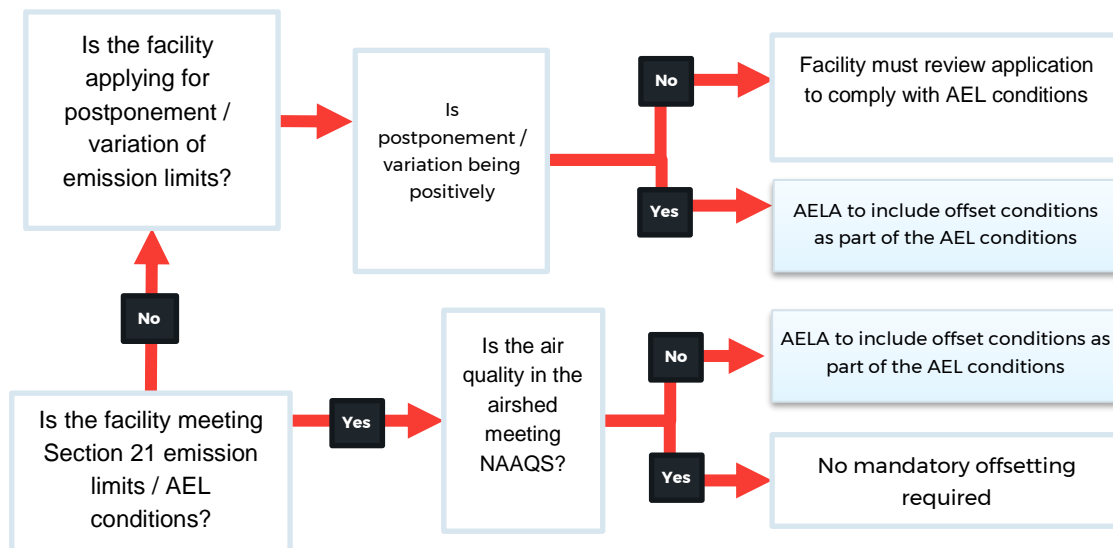 Is the facility
applying for
postponement /
variation of
emission limits?
Is
postponement /
variation being
positively
No
Facility must review application
to comply with AEL conditions
Yes
AELA to include offset conditions
as part of the AEL conditions
No
Is the facility meeting
Section 21 emission
limits / AEL
conditions?
Yes
Is the air
quality in the
airshed
meeting
NAAQS?
No
AELA to include offset conditions as
part of the AEL conditions
Yes
No mandatory offsetting
required